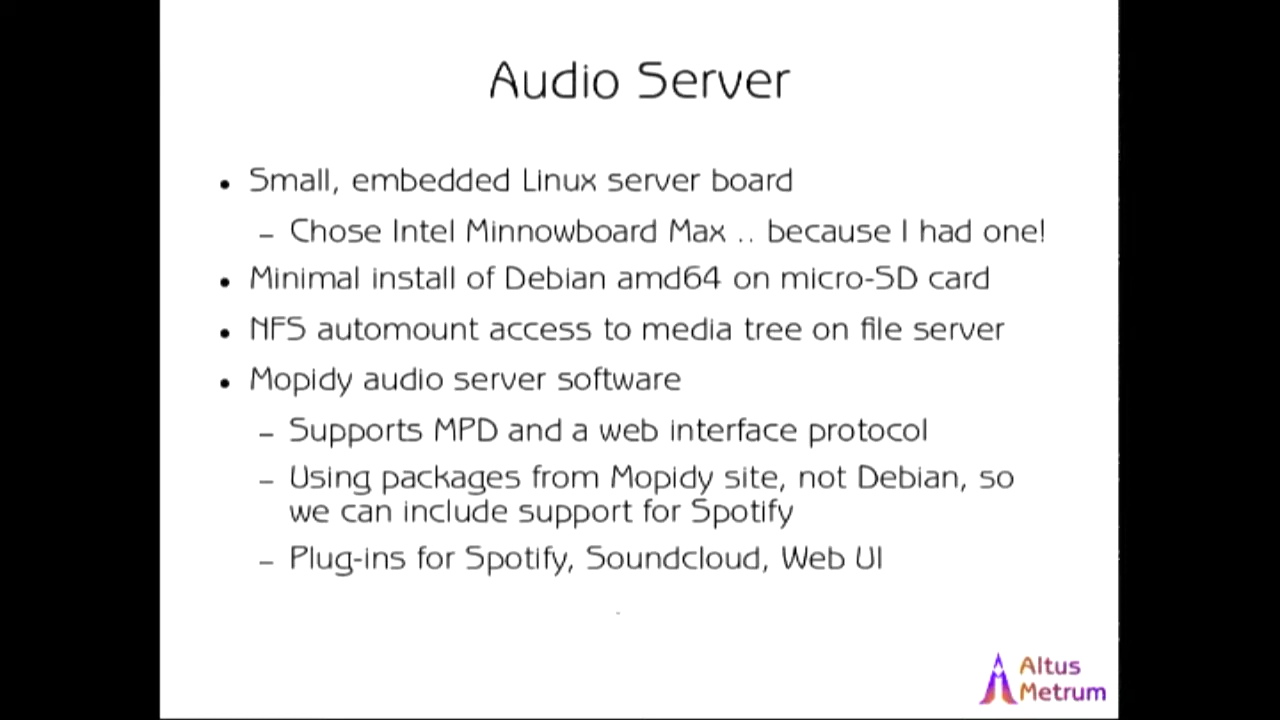 Audio Server
• Small, embedded Linux server board
– Chose Intel Minnowboard Max .. because I had one!
• Minimal install of Debian amd64 on micro-SD card
• NFS automount access to media tree on file server
• Mopidy audio server software
– Supports MPD and a web interface protocol
– Using packages from Mopidy site, not Debian, so
we can include support for Spotify
– Plug-ins for Spotify, Soundcloud, Web UI
Altus
Metrum